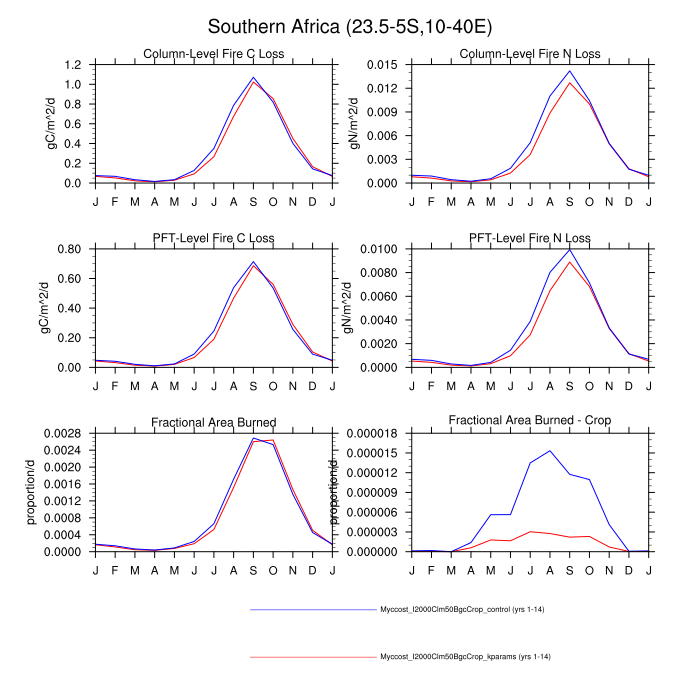 Southern Africa (23.5-5S,10-40E)
Column-Level Fire C Loss
gC/m^2/d
1.2
1.0
0.8
0.6
0.4
0.2
0.0
J F M A M J J A S O N D J
Column-Level Fire N Loss
gN/m^2/d
0.015
0.012
0.009
0.006
0.003
0.000
J F M A M J J A S O N D J
PFT-Level Fire C Loss
gC/m^2/d
0.80
0.60
0.40
0.20
0.00
J F M A M J J A S O N D J
PFT-Level Fire N Loss
gN/m^2/d
0.0100
0.0080
0.0060
0.0040
0.0020
0.0000
J F M A M J J A S O N D J
Fractional Area Burned
proportion/d
0.0028
0.0024
0.0020
0.0016
0.0012
0.0008
0.0004
0.0000
J F M A M J J A S O N D J
Fractional Area Burned - Crop
proportion/d
0.000018
0.000015
0.000012
0.000009
0.000006
0.000003
0.000000
J F M A M J J A S O N D J
Myccost_I2000Clm50BgcCrop_control (yrs 1-14)
Myccost_I2000Clm50BgcCrop_kparams (yrs 1-14)